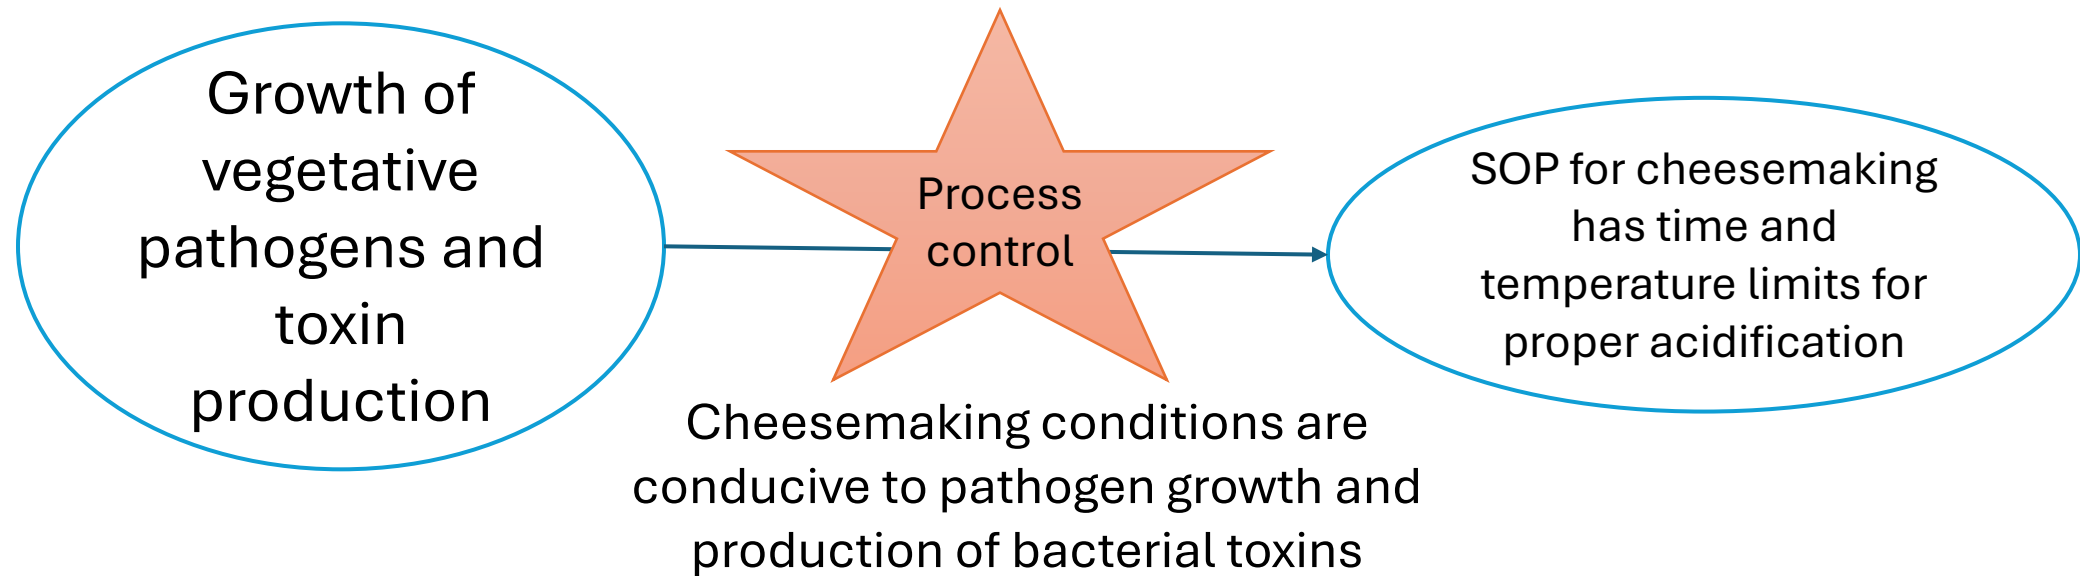 Growth of
vegetative
pathogens and
toxin
production
Process
control
Cheesemaking conditions are
conducive to pathogen growth and
production of bacterial toxins
SOP for cheesemaking
has time and
temperature limits for
proper acidification